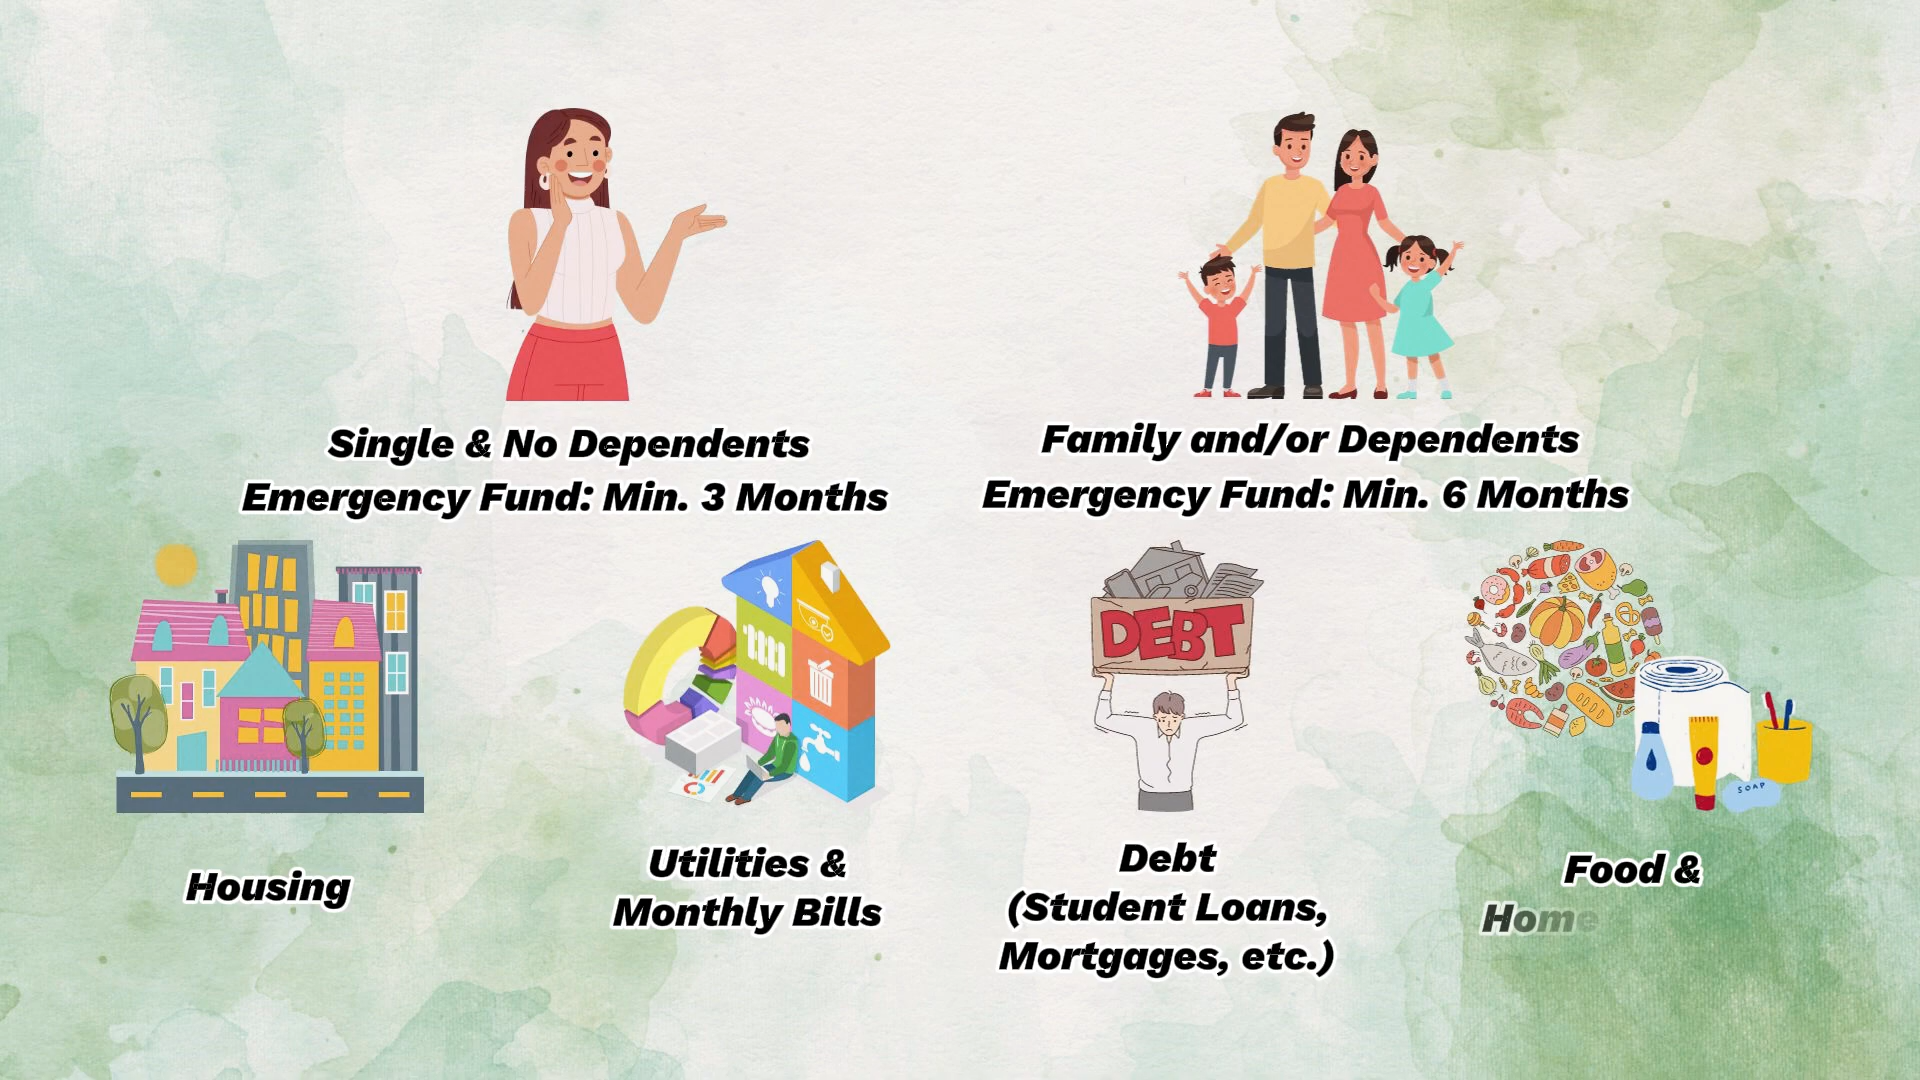 Single & No Dependents
Emergency Fund: Min. 3 Months
Family and/or Dependents
Emergency Fund: Min. 6 Months
DEBT
SOAP
Housing
Utilities &
Monthly Bills
Debt
(Student Loans,
Mortgages, etc.)
Food &
Home